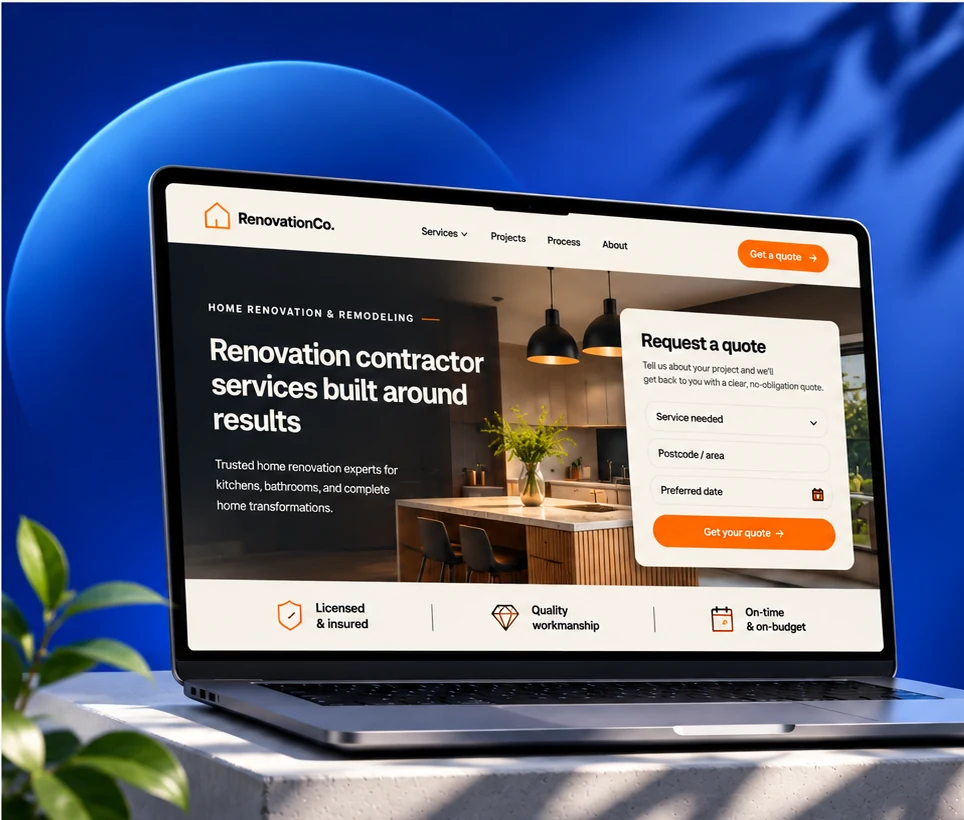 RenovationCo.
Services
Projects
Process
About
Get a quote →
HOME RENOVATION & REMODELING
Renovation contractor
services built around
results
Trusted home renovation experts for
kitchens, bathrooms, and complete
home transformations.
Request a quote
Tell us about your project and we'll
get back to you with a clear, no-obligation quote.
Service needed
Postcode / area
Preferred date
Get your quote →
Licensed
& insured
Quality
workmanship
On-time
& on-budget